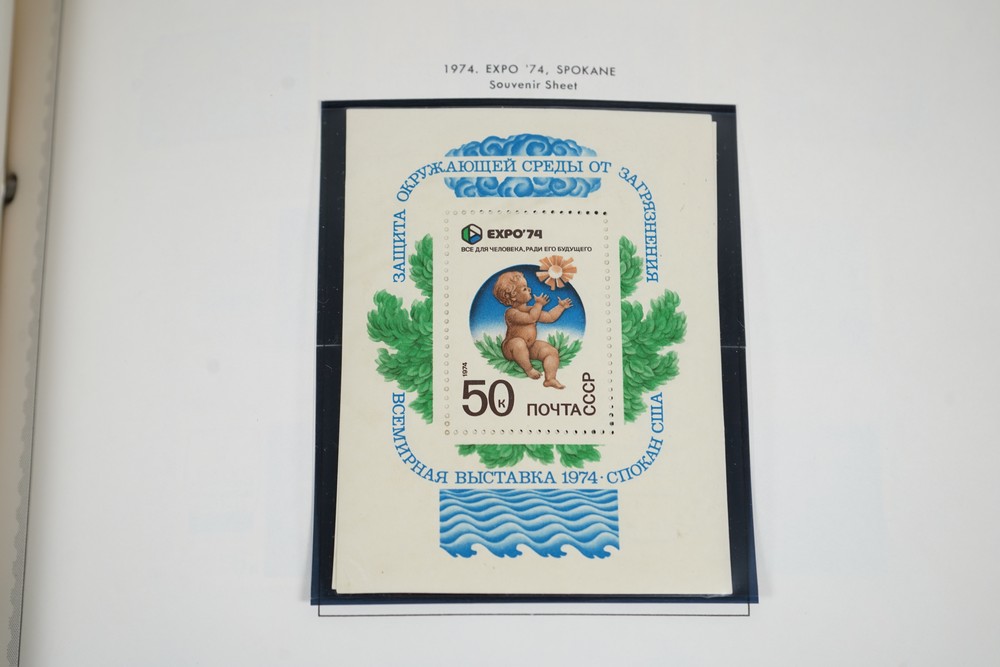 1974. EXPO '74, SPOKANE
Souvenir Sheet
ЗАЩИТА ОКРУЖАЮЩЕЙ СРЕДЫ ОТ ЗАГРЯЗНЕНИЯ
EXPO'74
ВСЕ ДЛЯ ЧЕЛОВЕКА, РАДИ ЕГО БУДУЩЕГО
1974
50 К
ПОЧТА СССР
ВСЕМИРНАЯ ВЫСТАВКА 1974·СПОКАН США